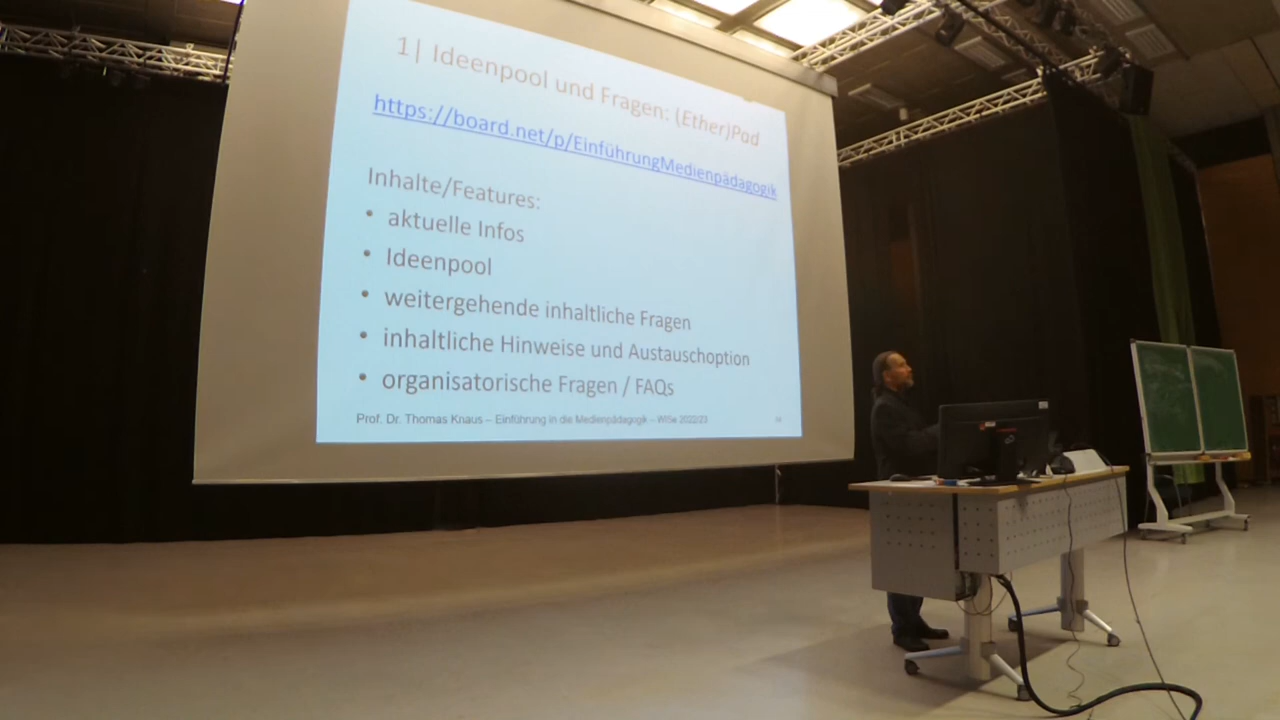 1| Ideenpool und Fragen: (Ether)Pad
https://board.net/p/EinführungMedienpädagogik
Inhalte/Features:
• aktuelle Infos
• Ideenpool
• weitergehende inhaltliche Fragen
• inhaltliche Hinweise und Austauschoption
• organisatorische Fragen / FAQs
Prof. Dr. Thomas Knaus – Einführung in die Medienpädagogik – WiSe 2022/23